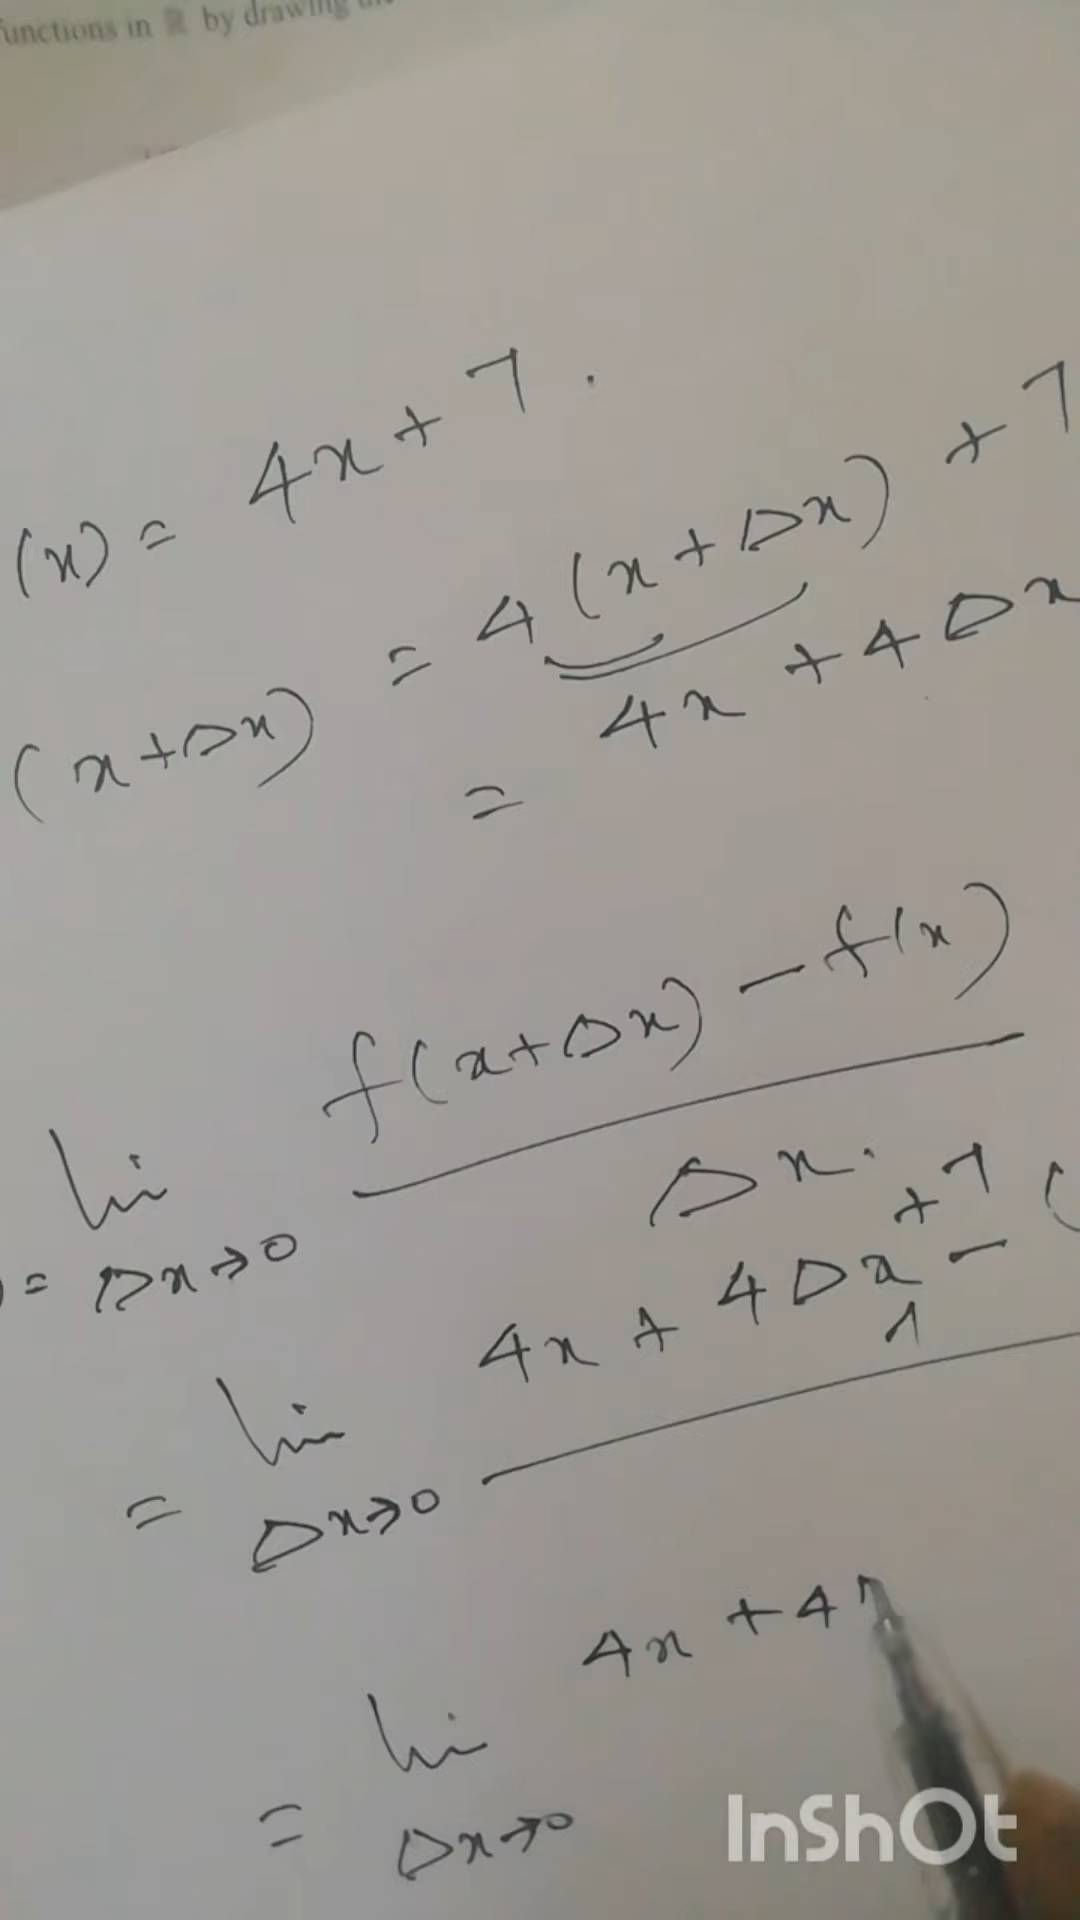 functions in ℝ by drawing
(x) = 4x + 7.
(x+Δx) = 4(x+Δx) + 7
= 4x + 4Δx
= lim Δx→0 f(x+Δx) - f(x)
Δx.
= lim Δx→0 4x + 4Δx + 7 - (
= lim Δx→0 4x + 4
InShOt